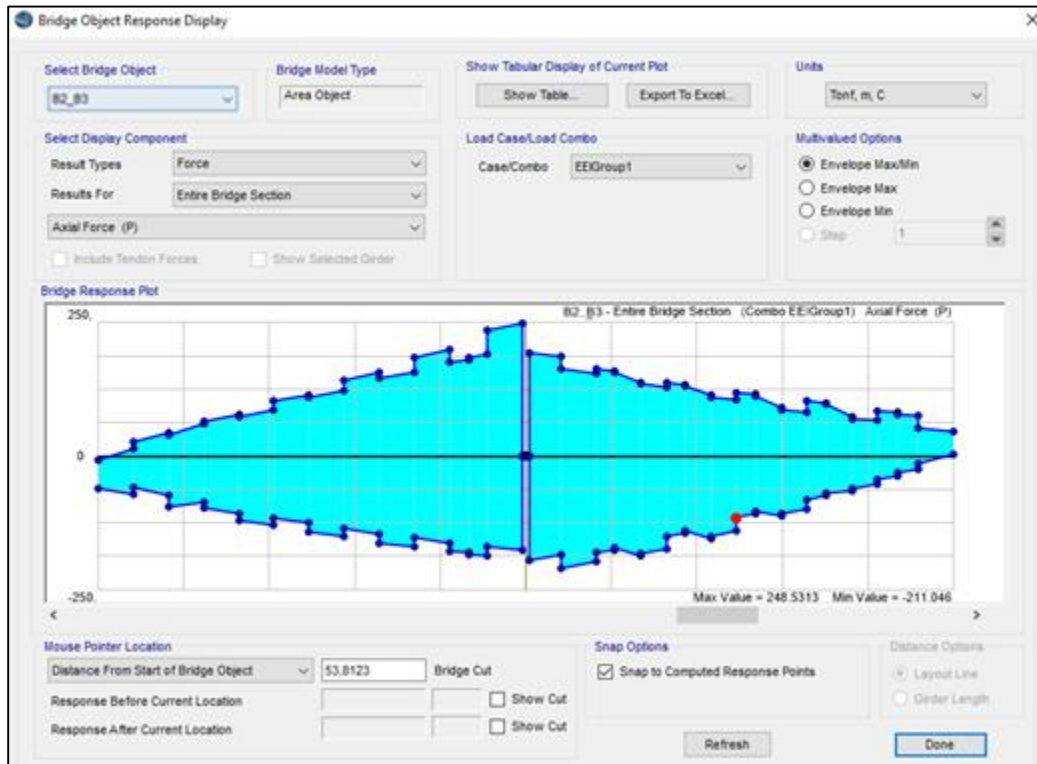 Bridge Object Response Display
Select Bridge Object
B2_B3
Bridge Model Type
Area Object
Show Tabular Display of Current Plot
Show Table...
Export To Excel...
Units
Tonf, m, C
Select Display Component
Result Types
Force
Results For
Entire Bridge Section
Axial Force (P)
Include Tendon Forces
Show Selected Girder
Load Case/Load Combo
Case/Combo
EEIGroup1
Multivalued Options
Envelope Max/Min
Envelope Max
Envelope Min
Step
1
Bridge Response Plot
250,
B2_B3 - Entire Bridge Section (Combo EEIGroup1) Axial Force (P)
0.
-250.
Max Value = 248.5313 Min Value = -211.046
Mouse Pointer Location
Distance From Start of Bridge Object
53,8123
Bridge Cut
Response Before Current Location
Show Cut
Response After Current Location
Show Cut
Snap Options
Snap to Computed Response Points
Distance Options
Layout Line
Girder Length
Refresh
Done